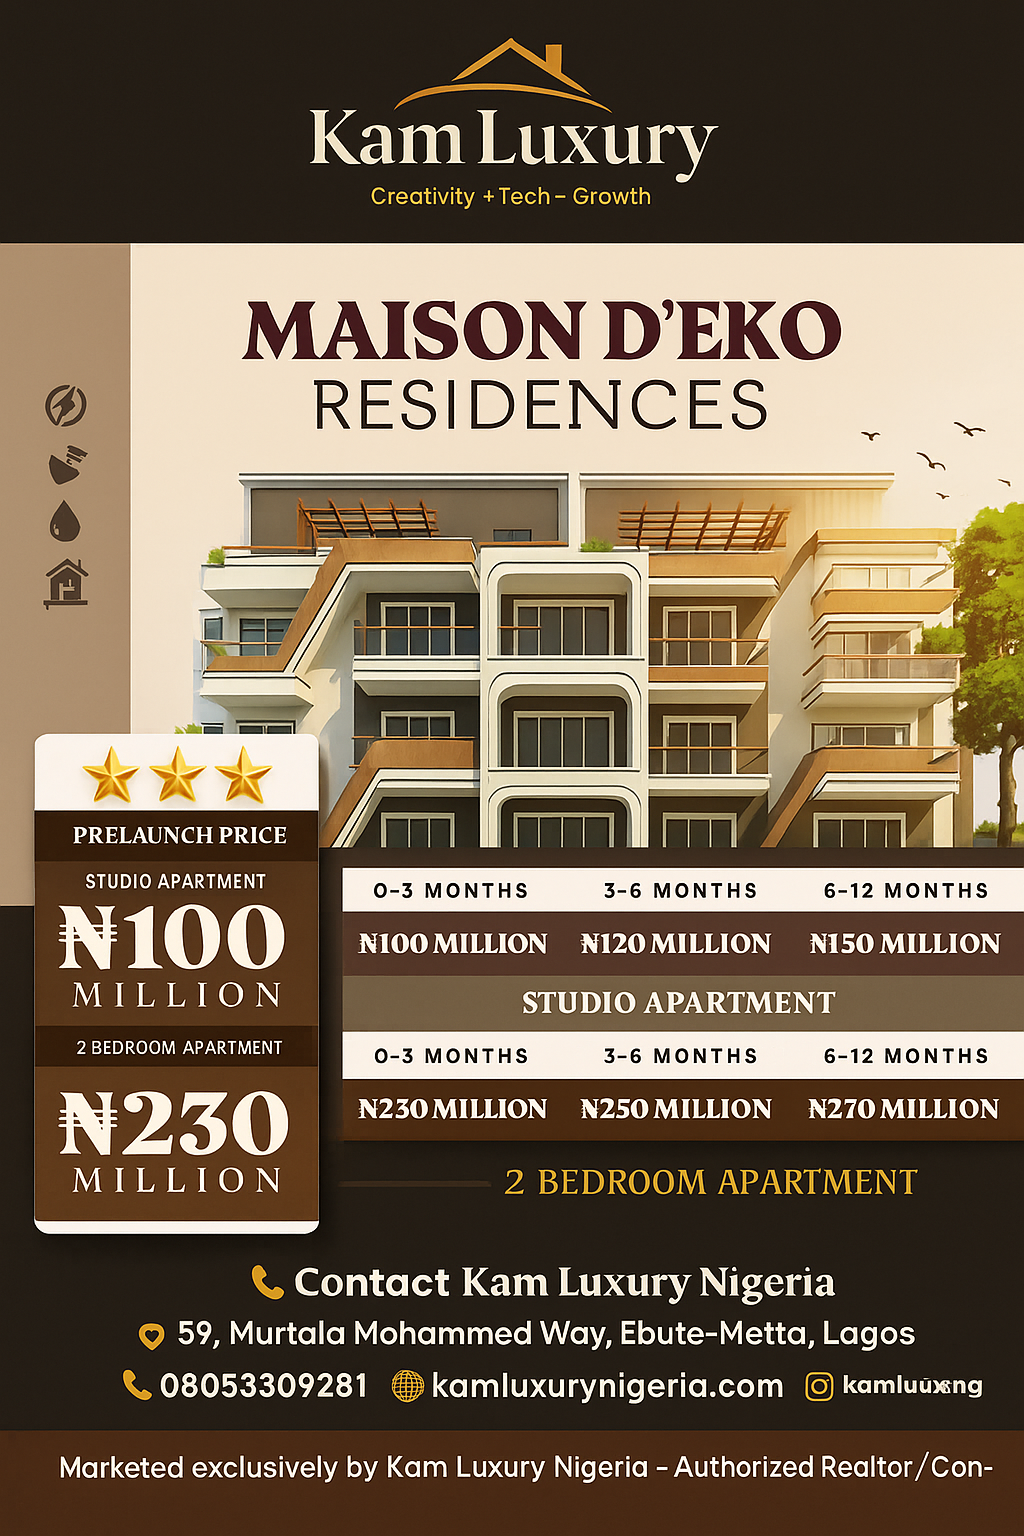 Kam Luxury
Creativity + Tech – Growth
MAISON D'EKO
RESIDENCES
PRELAUNCH PRICE
STUDIO APARTMENT
₦100
MILLION
2 BEDROOM APARTMENT
₦230
MILLION
0–3 MONTHS 3–6 MONTHS 6–12 MONTHS
₦100 MILLION ₦120 MILLION ₦150 MILLION
STUDIO APARTMENT
0–3 MONTHS 3–6 MONTHS 6–12 MONTHS
₦230 MILLION ₦250 MILLION ₦270 MILLION
2 BEDROOM APARTMENT
Contact Kam Luxury Nigeria
59, Murtala Mohammed Way, Ebute-Metta, Lagos
08053309281 kamluxurynigeria.com
Marketed exclusively by Kam Luxury Nigeria – Authorized Realtor/Con-